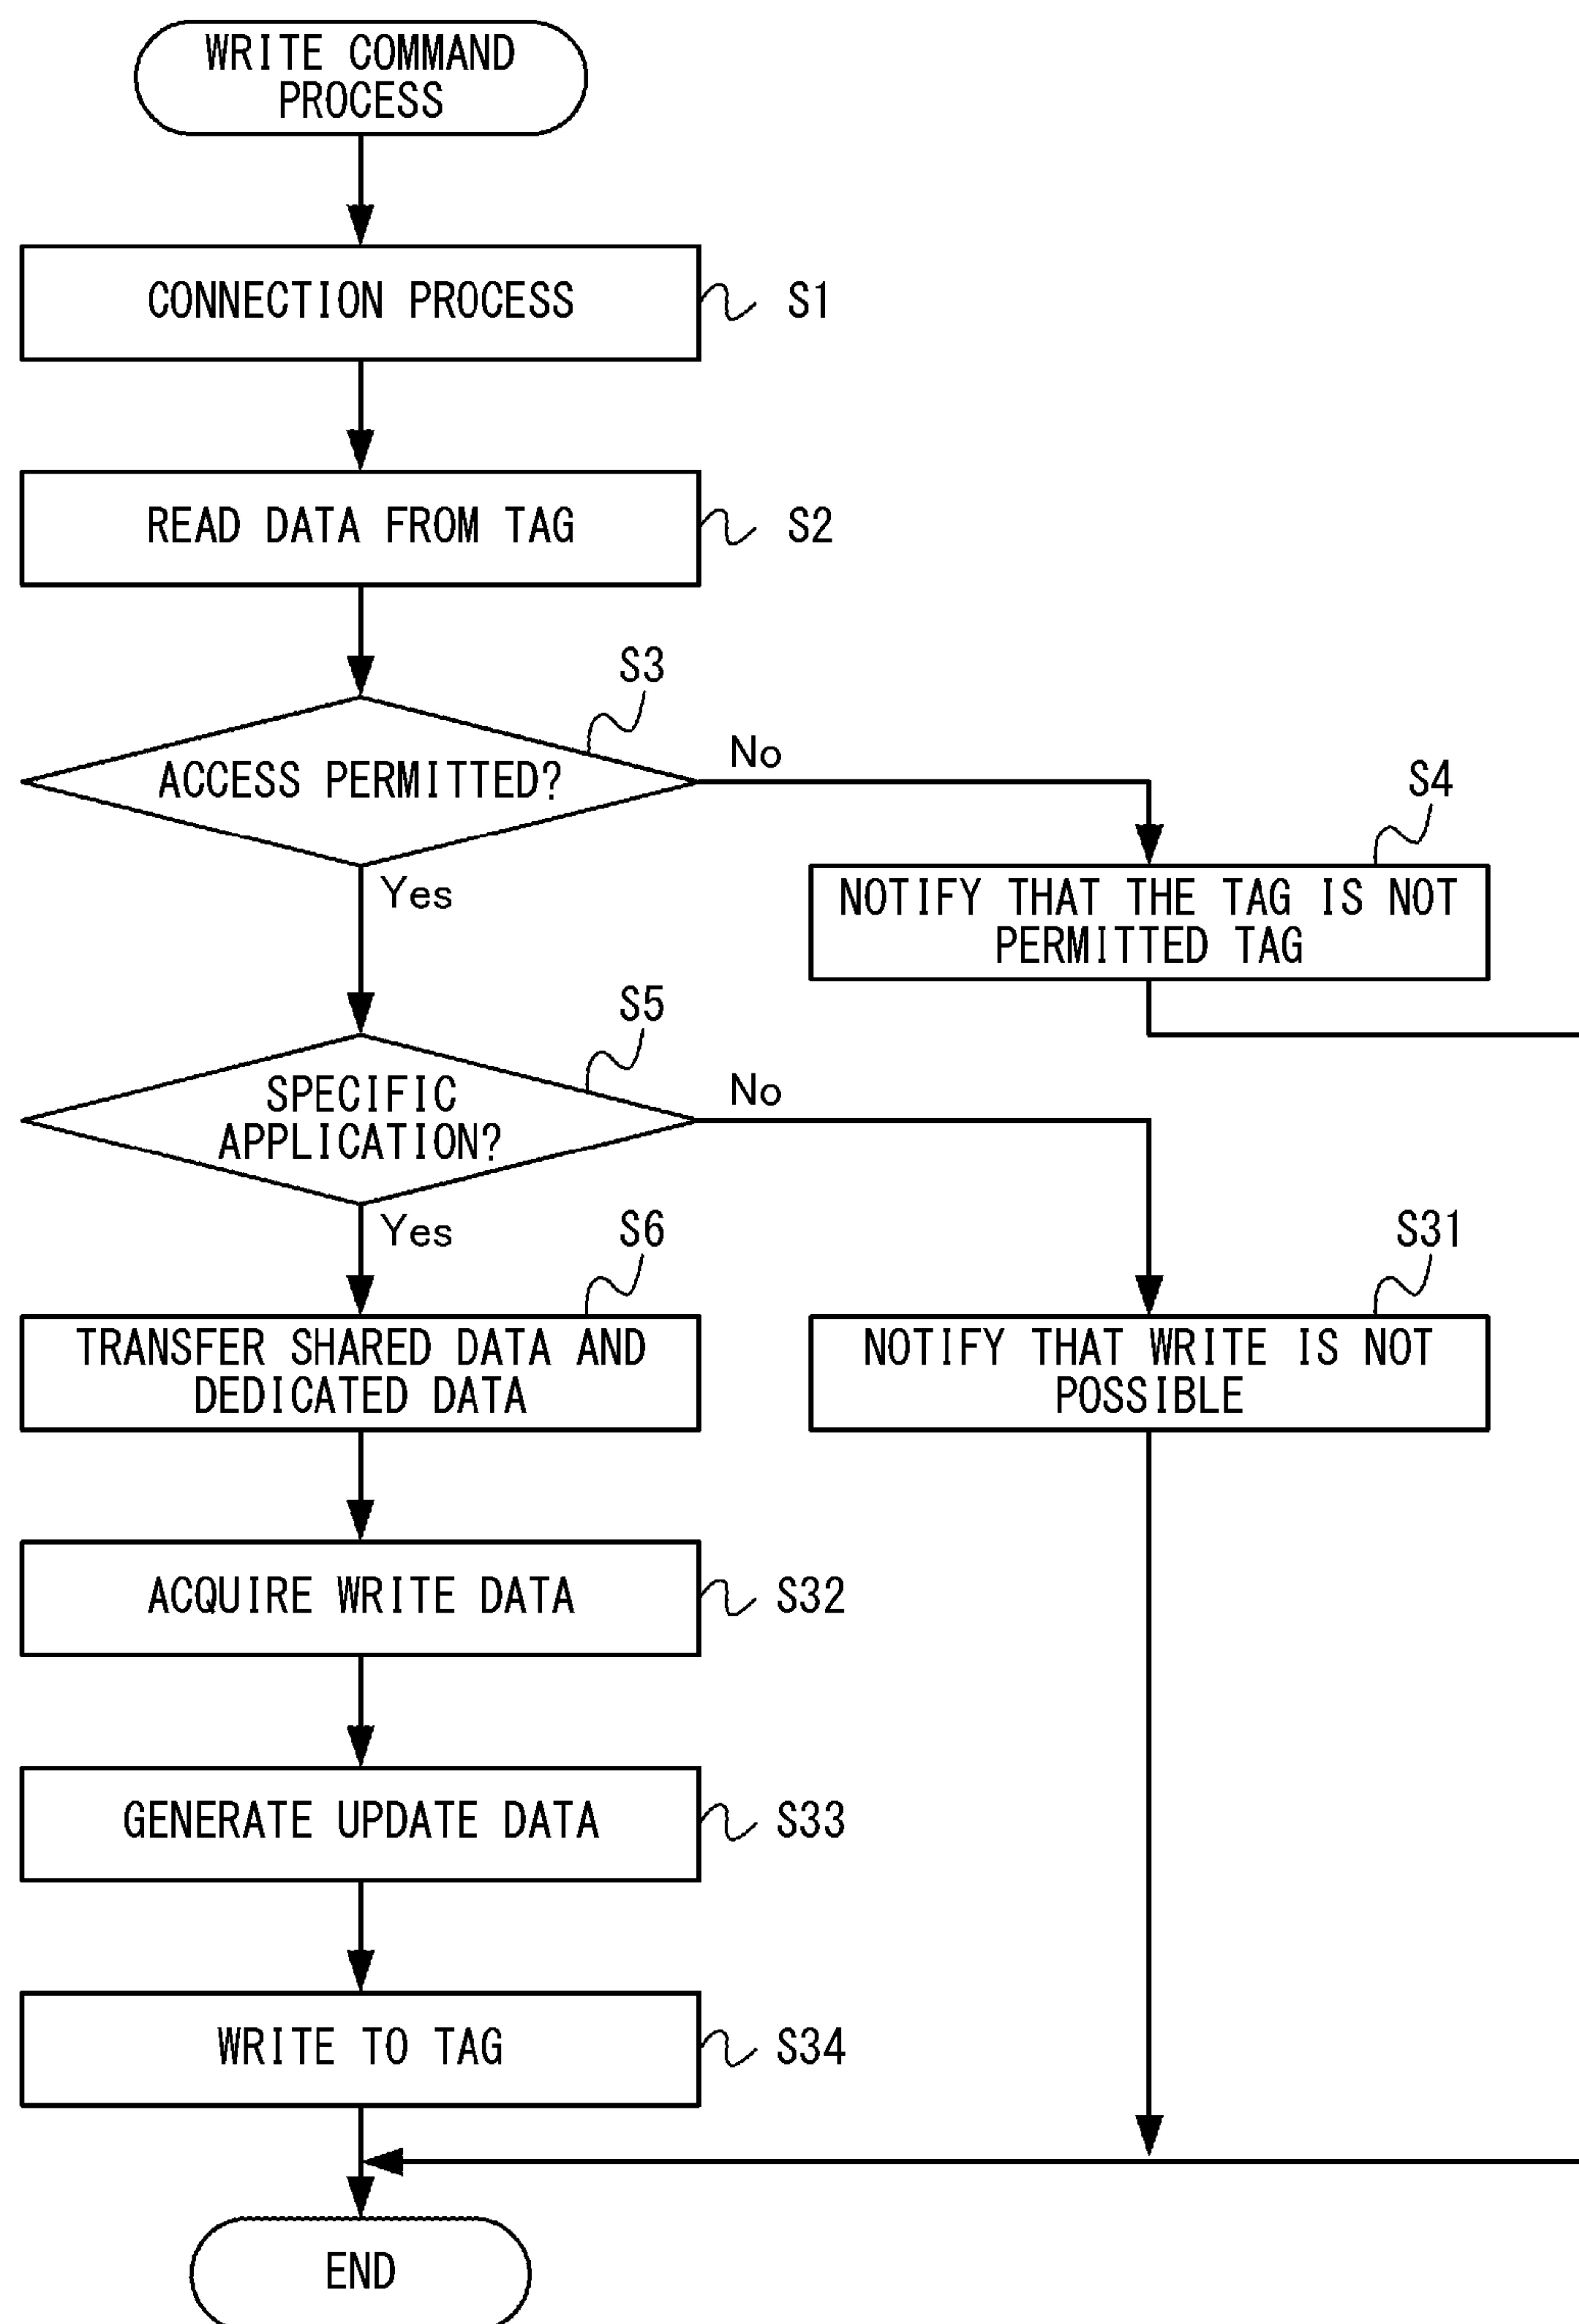 WRITE COMMAND
PROCESS
CONNECTION PROCESS
S1
READ DATA FROM TAG
S2
S3
ACCESS PERMITTED?
No
Yes
S4
NOTIFY THAT THE TAG IS NOT
PERMITTED TAG
S5
SPECIFIC
APPLICATION?
No
Yes
S6
TRANSFER SHARED DATA AND
DEDICATED DATA
S31
NOTIFY THAT WRITE IS NOT
POSSIBLE
ACQUIRE WRITE DATA
S32
GENERATE UPDATE DATA
S33
WRITE TO TAG
S34
END